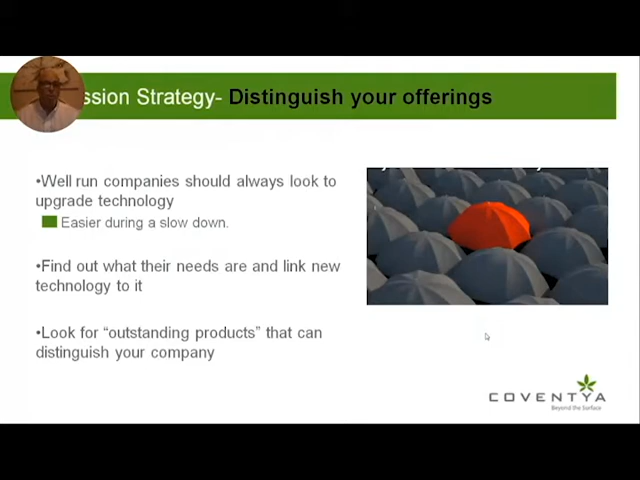 ssion Strategy- Distinguish your offerings
•Well run companies should always look to
upgrade technology
Easier during a slow down.
•Find out what their needs are and link new
technology to it
•Look for “outstanding products” that can
distinguish your company
COVENTYA
Beyond the Surface